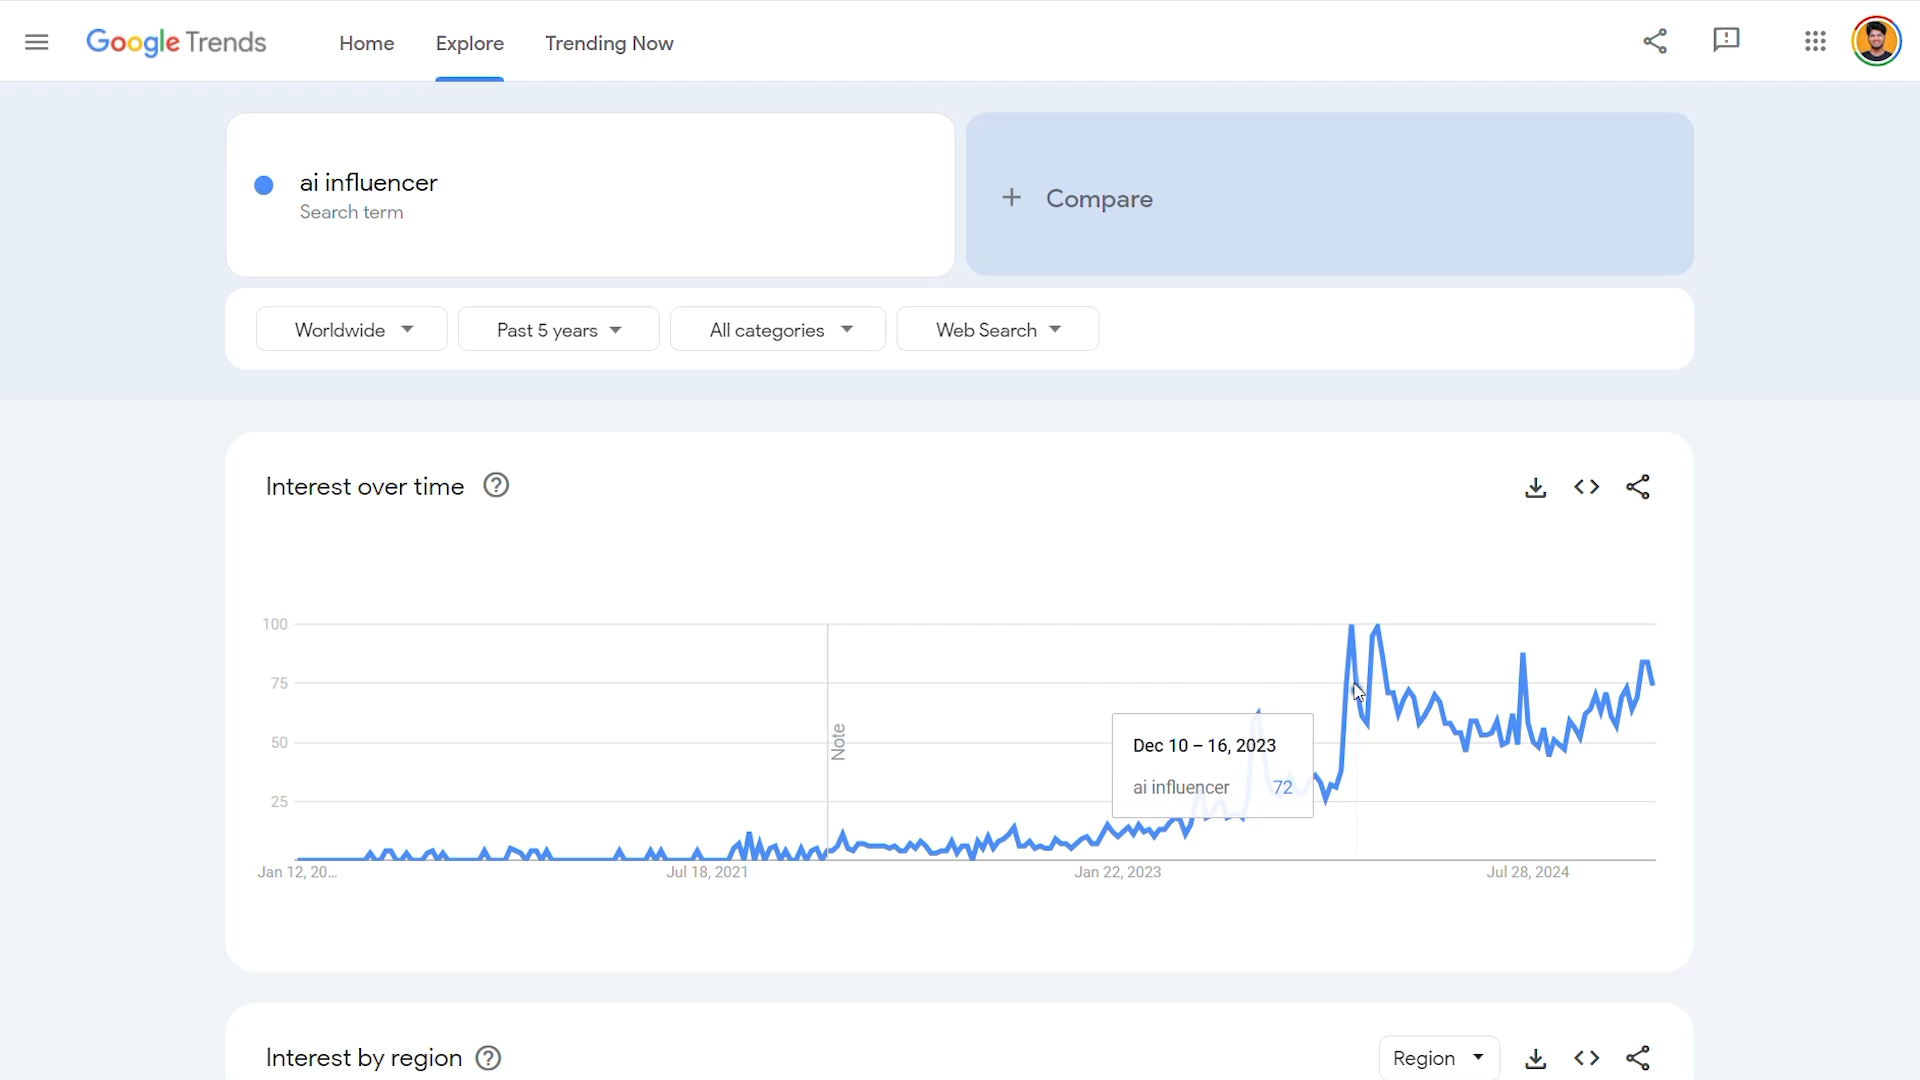 Google Trends
Home
Explore
Trending Now
ai influencer
Search term
+ Compare
Worldwide
Past 5 years
All categories
Web Search
Interest over time
100
75
50
25
Note
Dec 10 – 16, 2023
ai influencer 72
Jan 12, 20...
Jul 18, 2021
Jan 22, 2023
Jul 28, 2024
Interest by region
Region